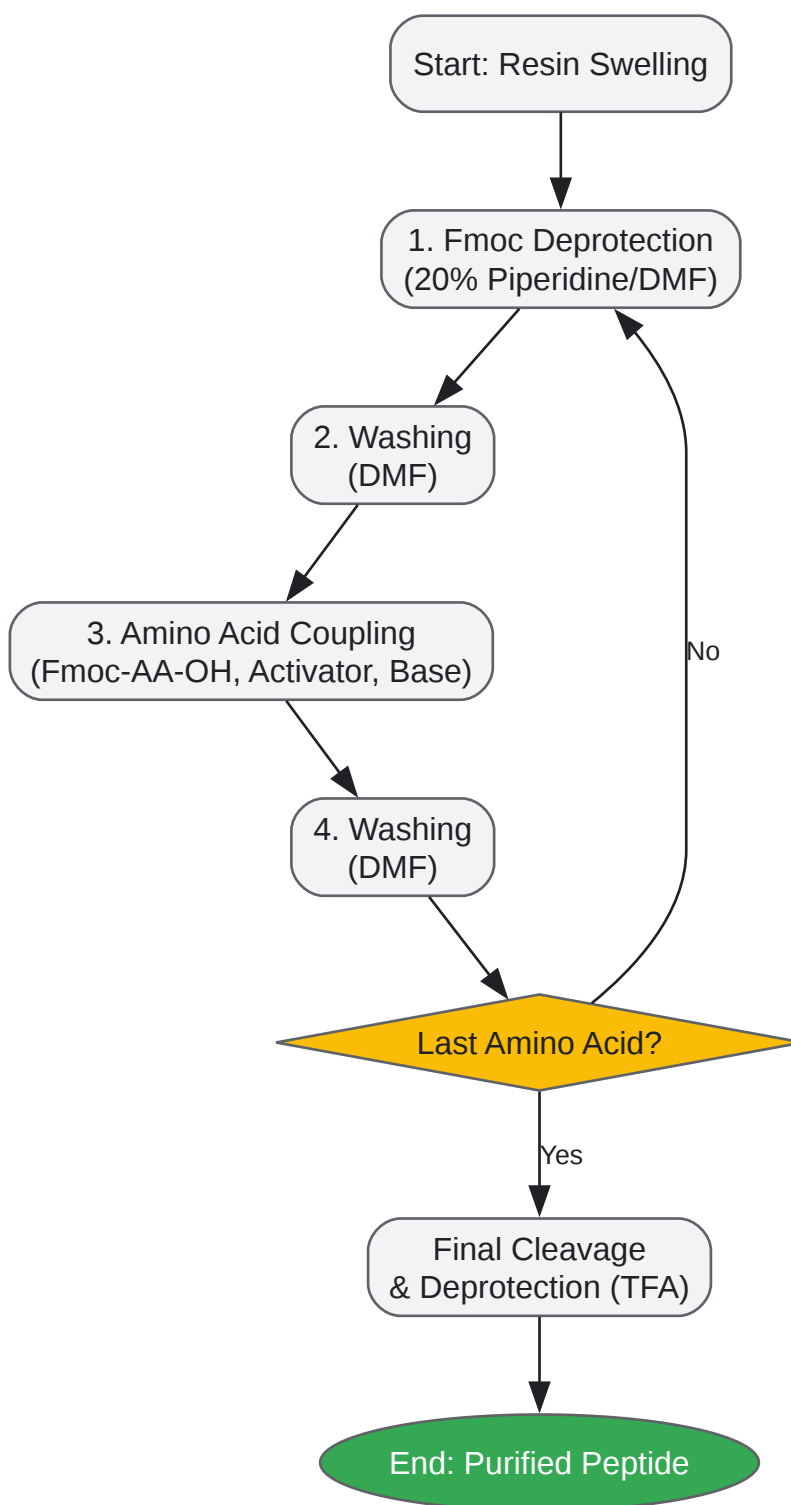 Start: Resin Swelling
1. Fmoc Deprotection
(20% Piperidine/DMF)
2. Washing
(DMF)
3. Amino Acid Coupling
(Fmoc-AA-OH, Activator, Base)
No
4. Washing
(DMF)
Last Amino Acid?
Yes
Final Cleavage
& Deprotection (TFA)
End: Purified Peptide